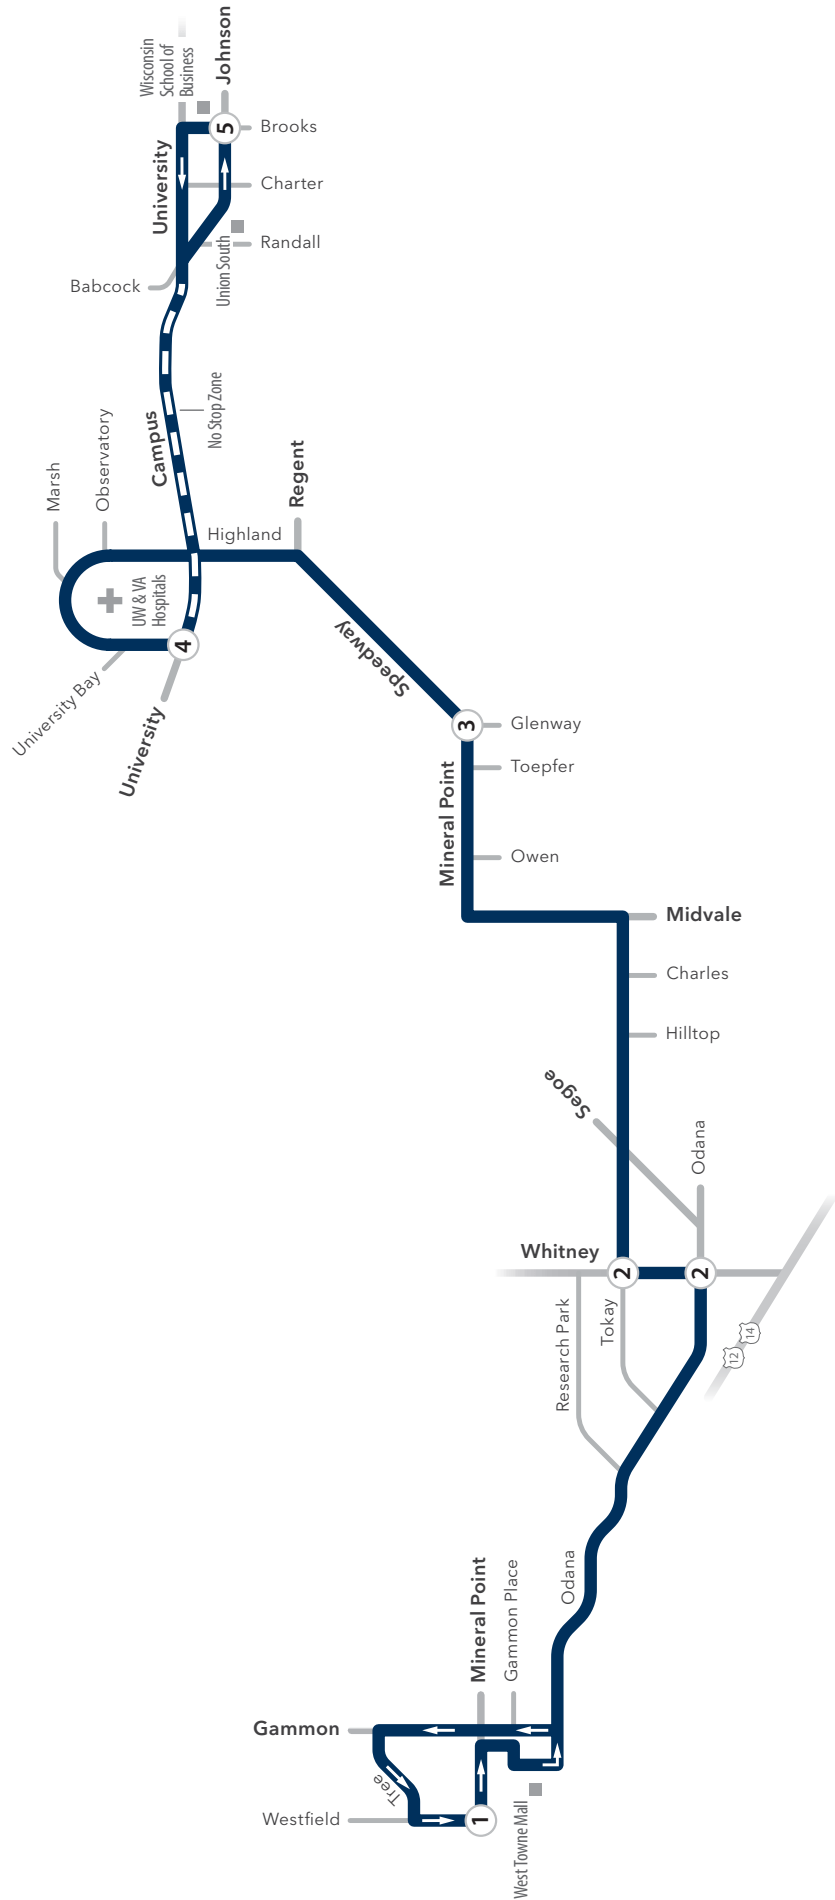 Wisconsin
School of
Business
Johnson
5
Brooks
University
Charter
Union South
Randall
Babcock
No Stop Zone
Campus
Observatory
Marsh
Regent
Highland
UW & VA
Hospitals
4
Speedway
University Bay
University
3
Glenway
Toepfer
Mineral Point
Owen
Midvale
Charles
Hilltop
Segoe
Odana
Whitney
2
2
Research Park
Tokay
14
12
Odana
Mineral Point
Gammon Place
Gammon
Tree
Westfield
1
West Towne Mall